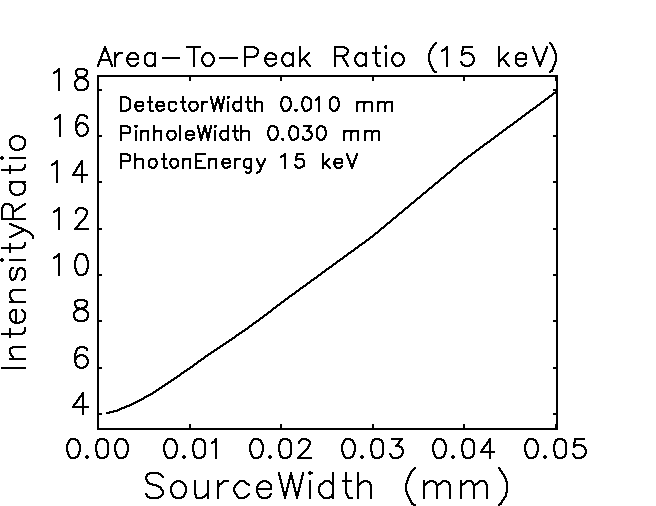 Area-To-Peak Ratio (15 keV)
DetectorWidth 0.010 mm
PinholeWidth 0.030 mm
PhotonEnergy 15 keV
IntensityRatio
18
16
14
12
10
8
6
4
0.00 0.01 0.02 0.03 0.04 0.05
SourceWidth (mm)